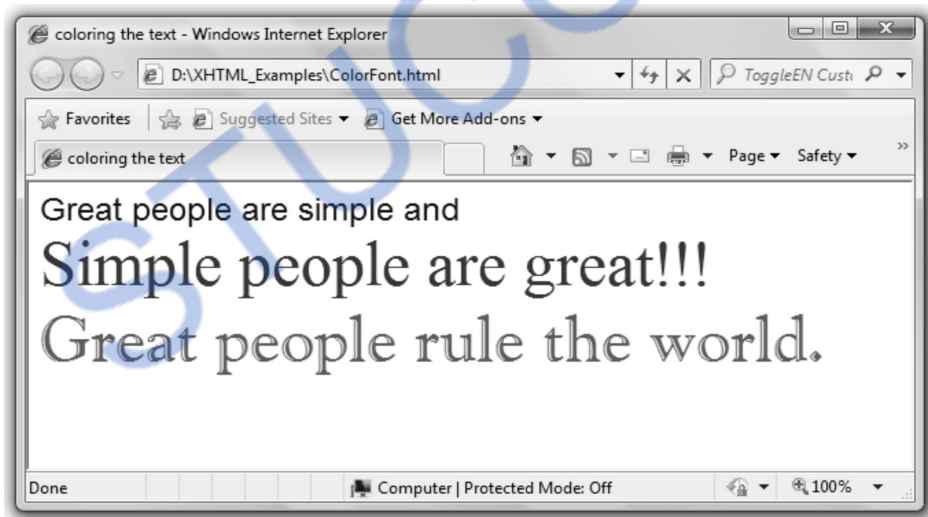 coloring the text - Windows Internet Explorer
D:\XHTML_Examples\ColorFont.html ToggleEN Custo
Favorites Suggested Sites Get More Add-ons
coloring the text Page Safety »
Great people are simple and
Simple people are great!!!
Great people rule the world.
Done Computer | Protected Mode: Off 100%
STUCO